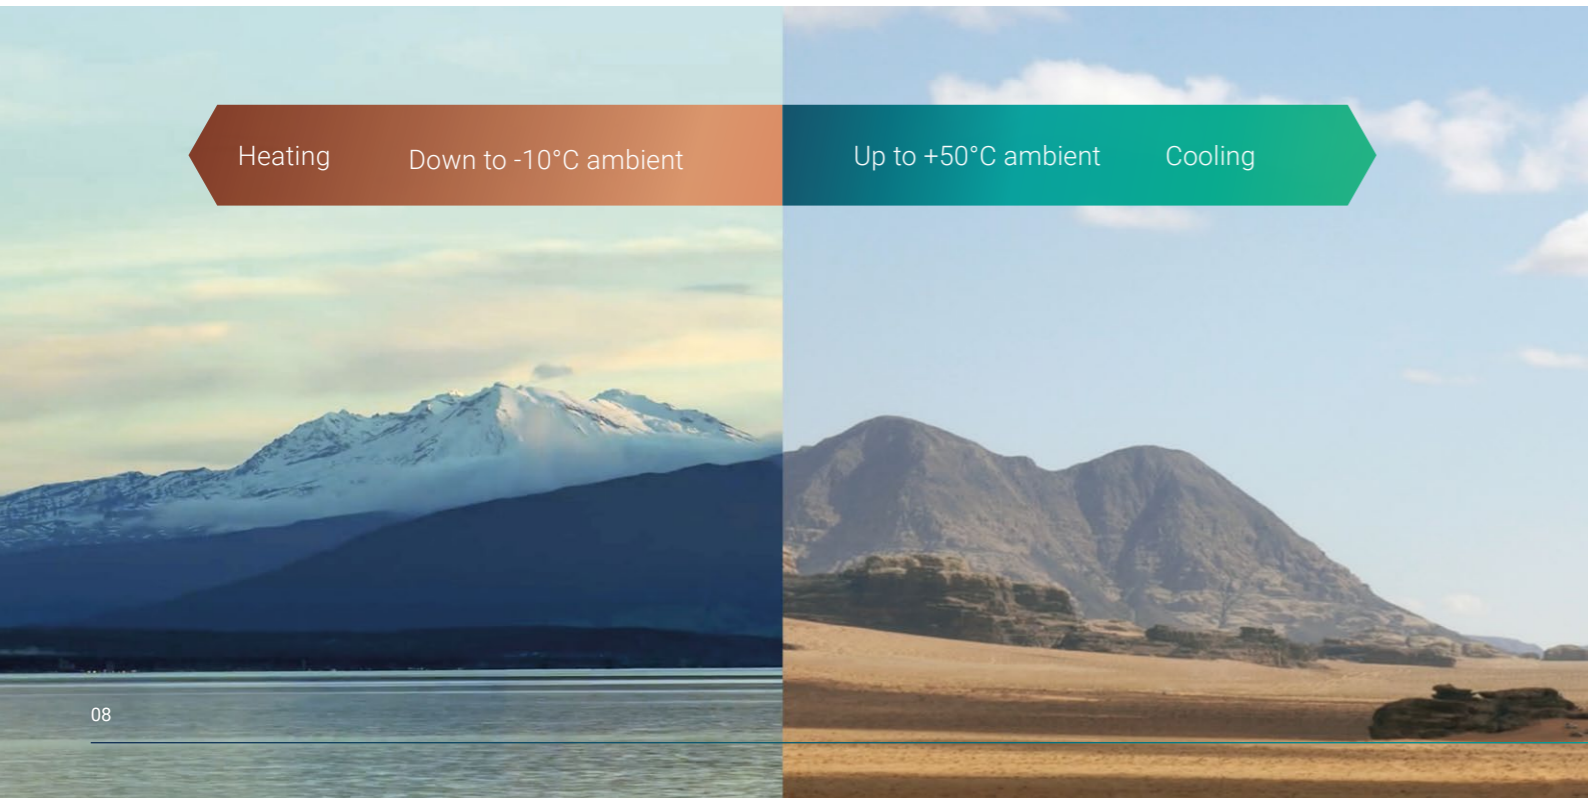 Heating
Down to -10°C ambient
Up to +50°C ambient
Cooling
08